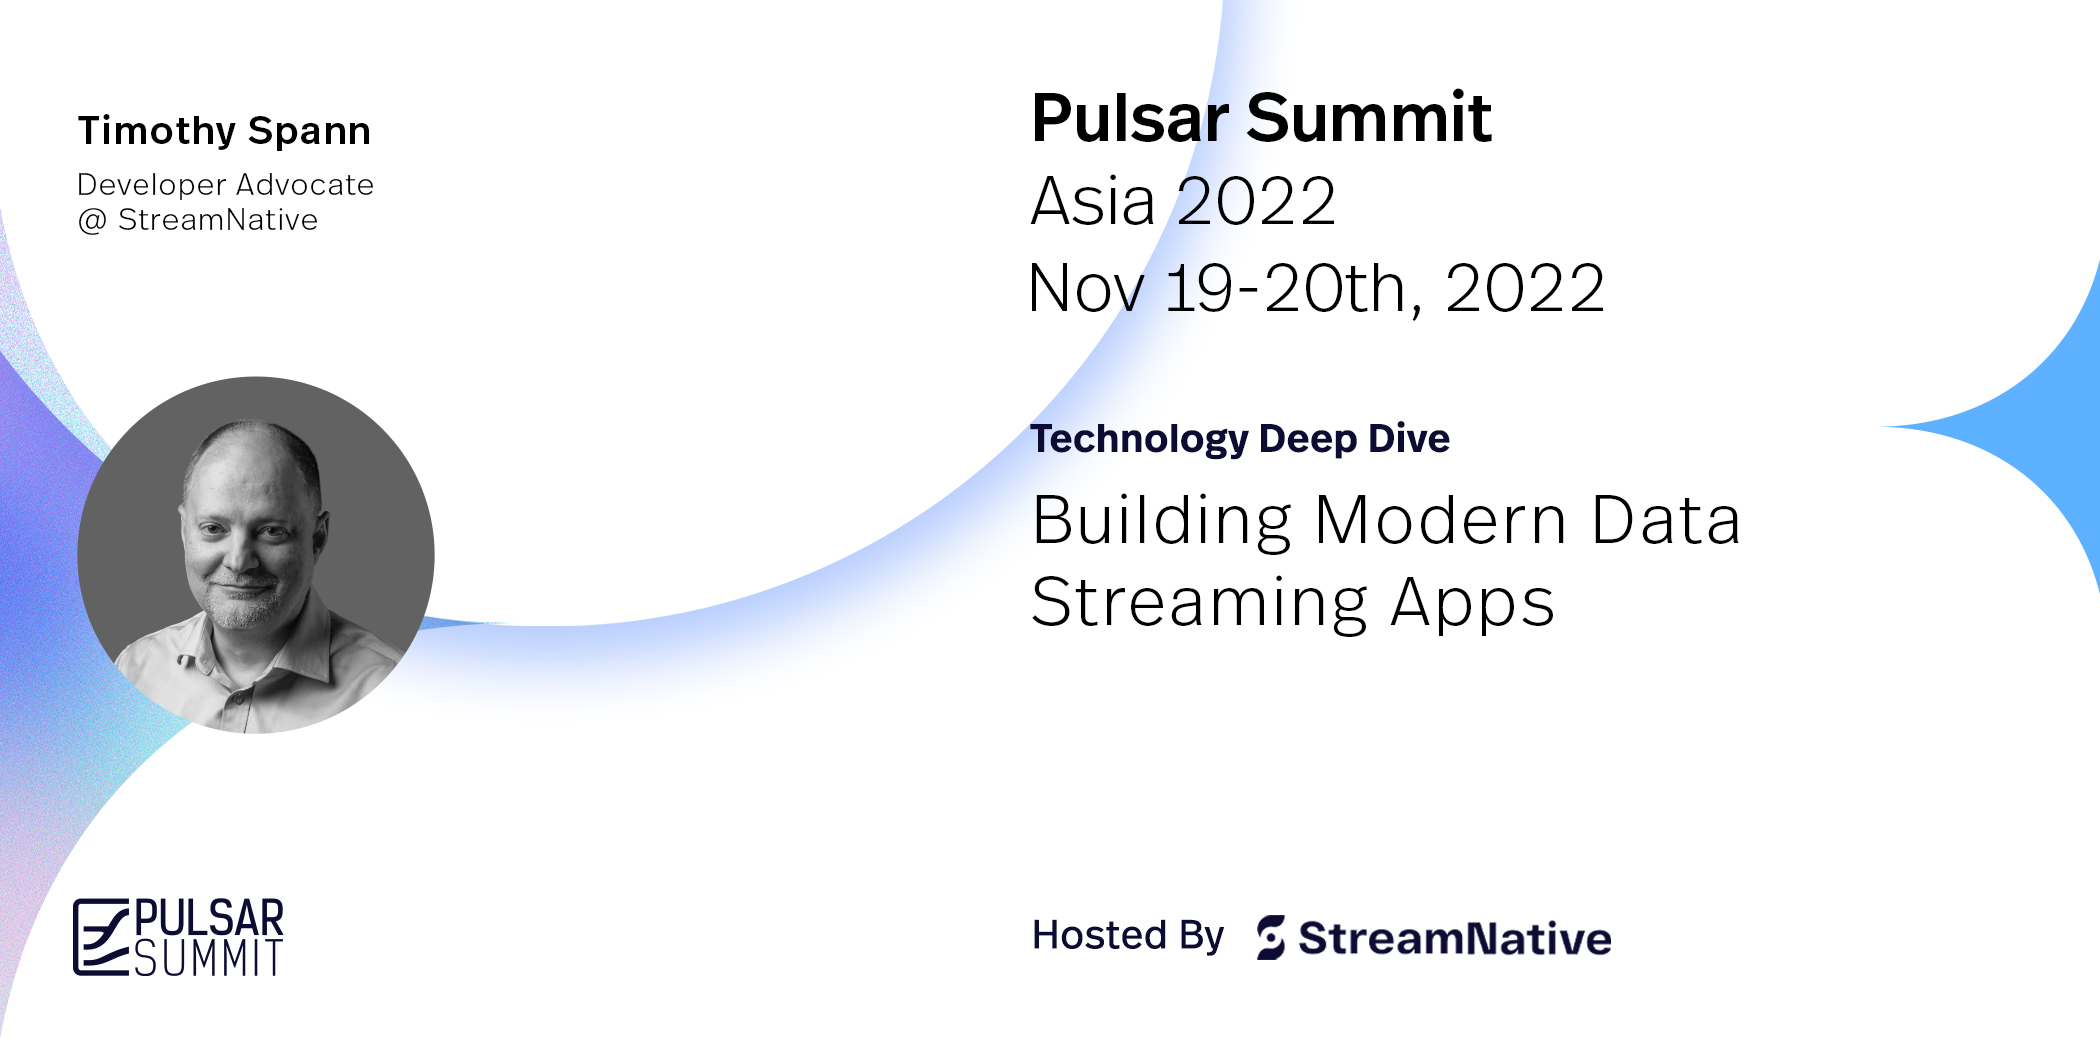 Timothy Spann
Developer Advocate
@ StreamNative
Pulsar Summit
Asia 2022
Nov 19-20th, 2022
Technology Deep Dive
Building Modern Data
Streaming Apps
PULSAR
SUMMIT
Hosted By StreamNative